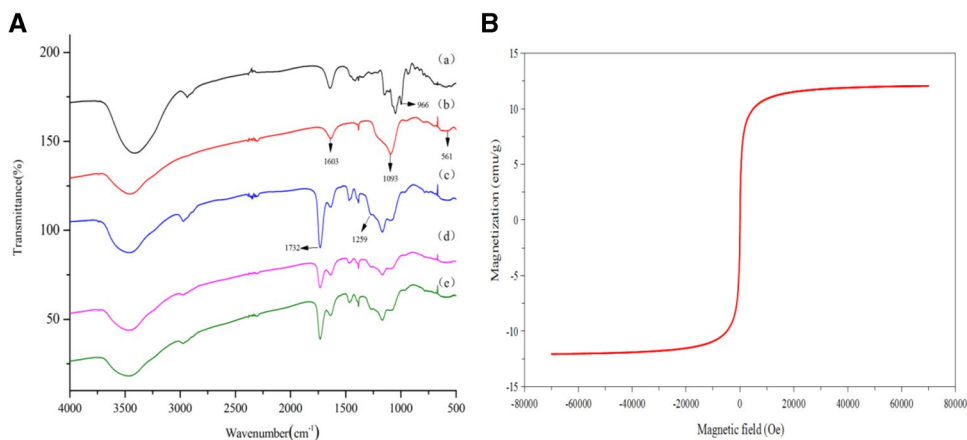 A
B
200
150
100
50
Transmittance(%)
(a)
966
(b)
1603
1093
561
(c)
1732
1259
(d)
(e)
4000 3500 3000 2500 2000 1500 1000 500
Wavenumber(cm-1)
15
10
5
0
-5
-10
-15
Magnetization (emu/g)
-80000 -60000 -40000 -20000 0 20000 40000 60000 80000
Magnetic field (Oe)